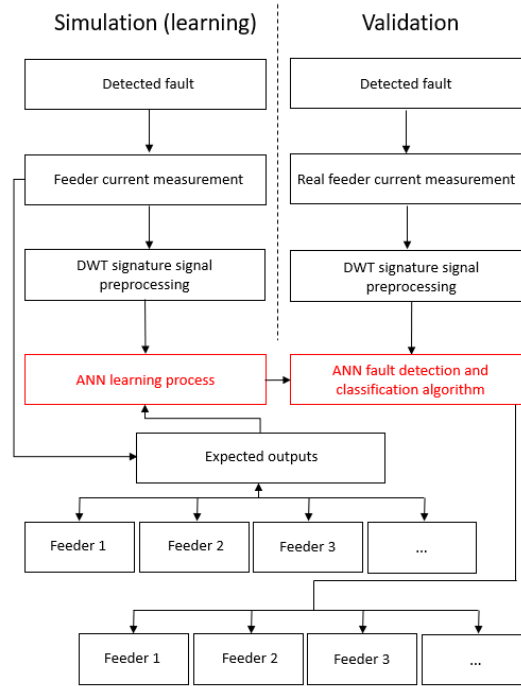 Simulation (learning)
Validation
Detected fault
Detected fault
Feeder current measurement
Real feeder current measurement
DWT signature signal
preprocessing
DWT signature signal
preprocessing
ANN learning process
ANN fault detection and
classification algorithm
Expected outputs
Feeder 1
Feeder 2
Feeder 3
...
Feeder 1
Feeder 2
Feeder 3
...